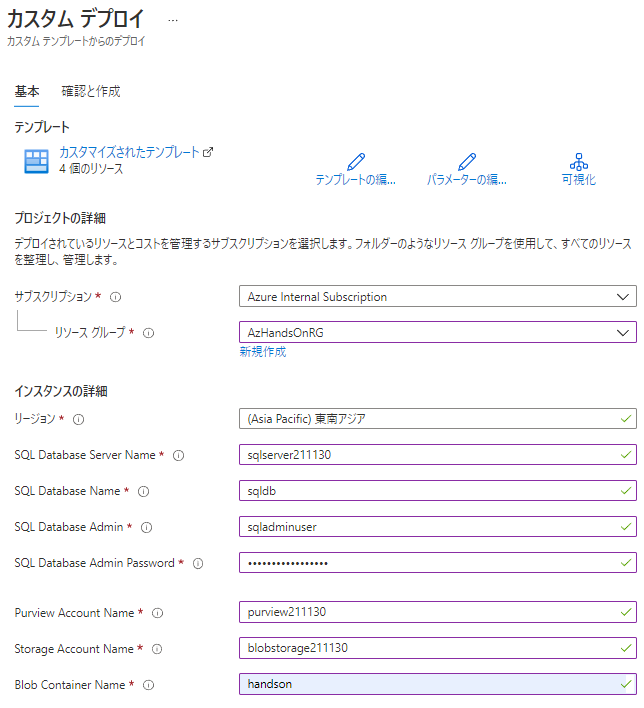 カスタム デプロイ ...
カスタム テンプレートからのデプロイ
基本 確認と作成
テンプレート
カスタマイズされたテンプレート
4 個のリソース
テンプレートの編... パラメーターの編... 可視化
プロジェクトの詳細
デプロイされているリソースとコストを管理するサブスクリプションを選択します。フォルダーのようなリソース グループを使用して、すべてのリソース
を整理し、管理します。
サブスクリプション * Azure Internal Subscription
リソース グループ * AzHandsOnRG
新規作成
インスタンスの詳細
リージョン * (Asia Pacific) 東南アジア
SQL Database Server Name * sqlserver211130
SQL Database Name * sqldb
SQL Database Admin * sqladminuser
SQL Database Admin Password * •••••••••••••••••
Purview Account Name * purview211130
Storage Account Name * blobstorage211130
Blob Container Name * handson